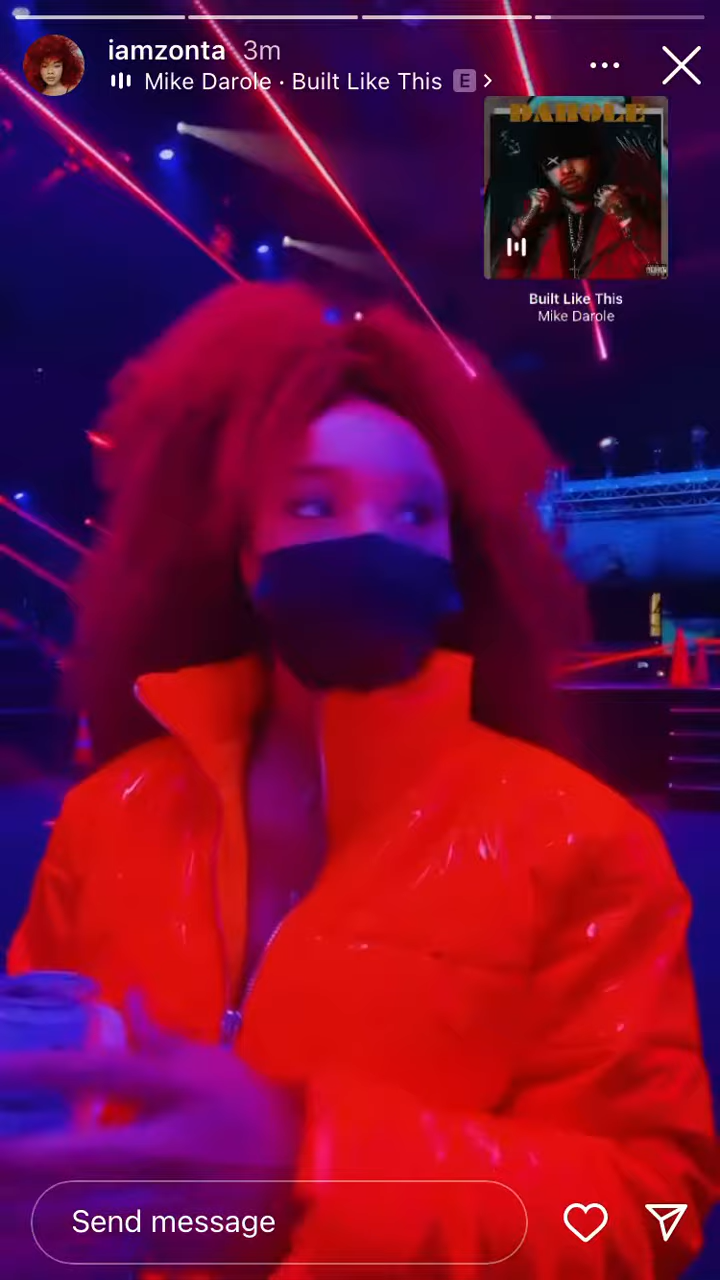 iamzonta 3m
Mike Darole · Built Like This E >
DAROLE
Built Like This
Mike Darole
Send message